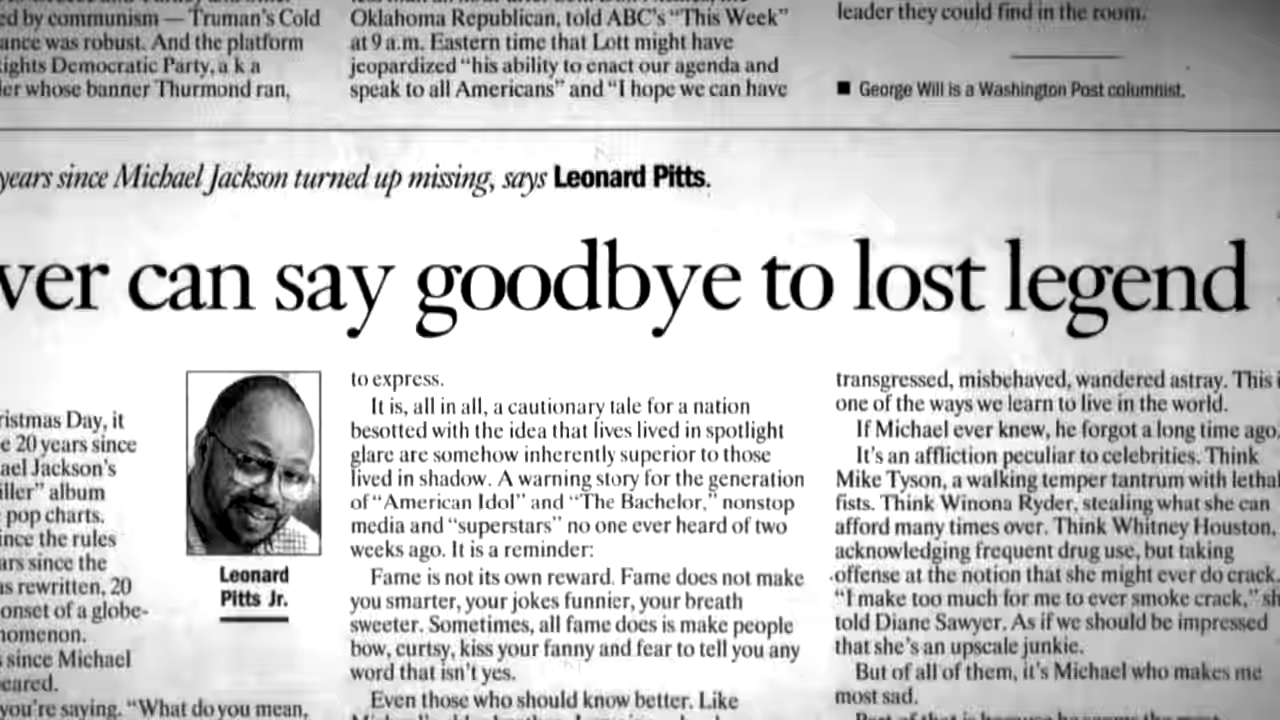 ed by communism — Truman's Cold
ance was robust. And the platform
ights Democratic Party, a k a
er whose banner Thurmond ran,
Oklahoma Republican, told ABC's "This Week"
at 9 a.m. Eastern time that Lott might have
jeopardized "his ability to enact our agenda and
speak to all Americans" and "I hope we can have
leader they could find in the room.
■ George Will is a Washington Post columnist.
years since Michael Jackson turned up missing, says Leonard Pitts.
ver can say goodbye to lost legend
ristmas Day, it
e 20 years since
ael Jackson's
iller" album
pop charts.
ince the rules
ars since the
as rewritten, 20
onset of a globe-
nomenon.
since Michael
eared.
you're saying. "What do you mean,
Leonard
Pitts Jr.
to express.
It is, all in all, a cautionary tale for a nation
besotted with the idea that lives lived in spotlight
glare are somehow inherently superior to those
lived in shadow. A warning story for the generation
of "American Idol" and "The Bachelor," nonstop
media and "superstars" no one ever heard of two
weeks ago. It is a reminder:
Fame is not its own reward. Fame does not make
you smarter, your jokes funnier, your breath
sweeter. Sometimes, all fame does is make people
bow, curtsy, kiss your fanny and fear to tell you any
word that isn't yes.
Even those who should know better. Like
transgressed, misbehaved, wandered astray. This i
one of the ways we learn to live in the world.
If Michael ever knew, he forgot a long time ago.
It's an affliction peculiar to celebrities. Think
Mike Tyson, a walking temper tantrum with lethal
fists. Think Winona Ryder, stealing what she can
afford many times over. Think Whitney Houston,
acknowledging frequent drug use, but taking
offense at the notion that she might ever do crack.
"I make too much for me to ever smoke crack," sh
told Diane Sawyer. As if we should be impressed
that she's an upscale junkie.
But of all of them, it's Michael who makes me
most sad.